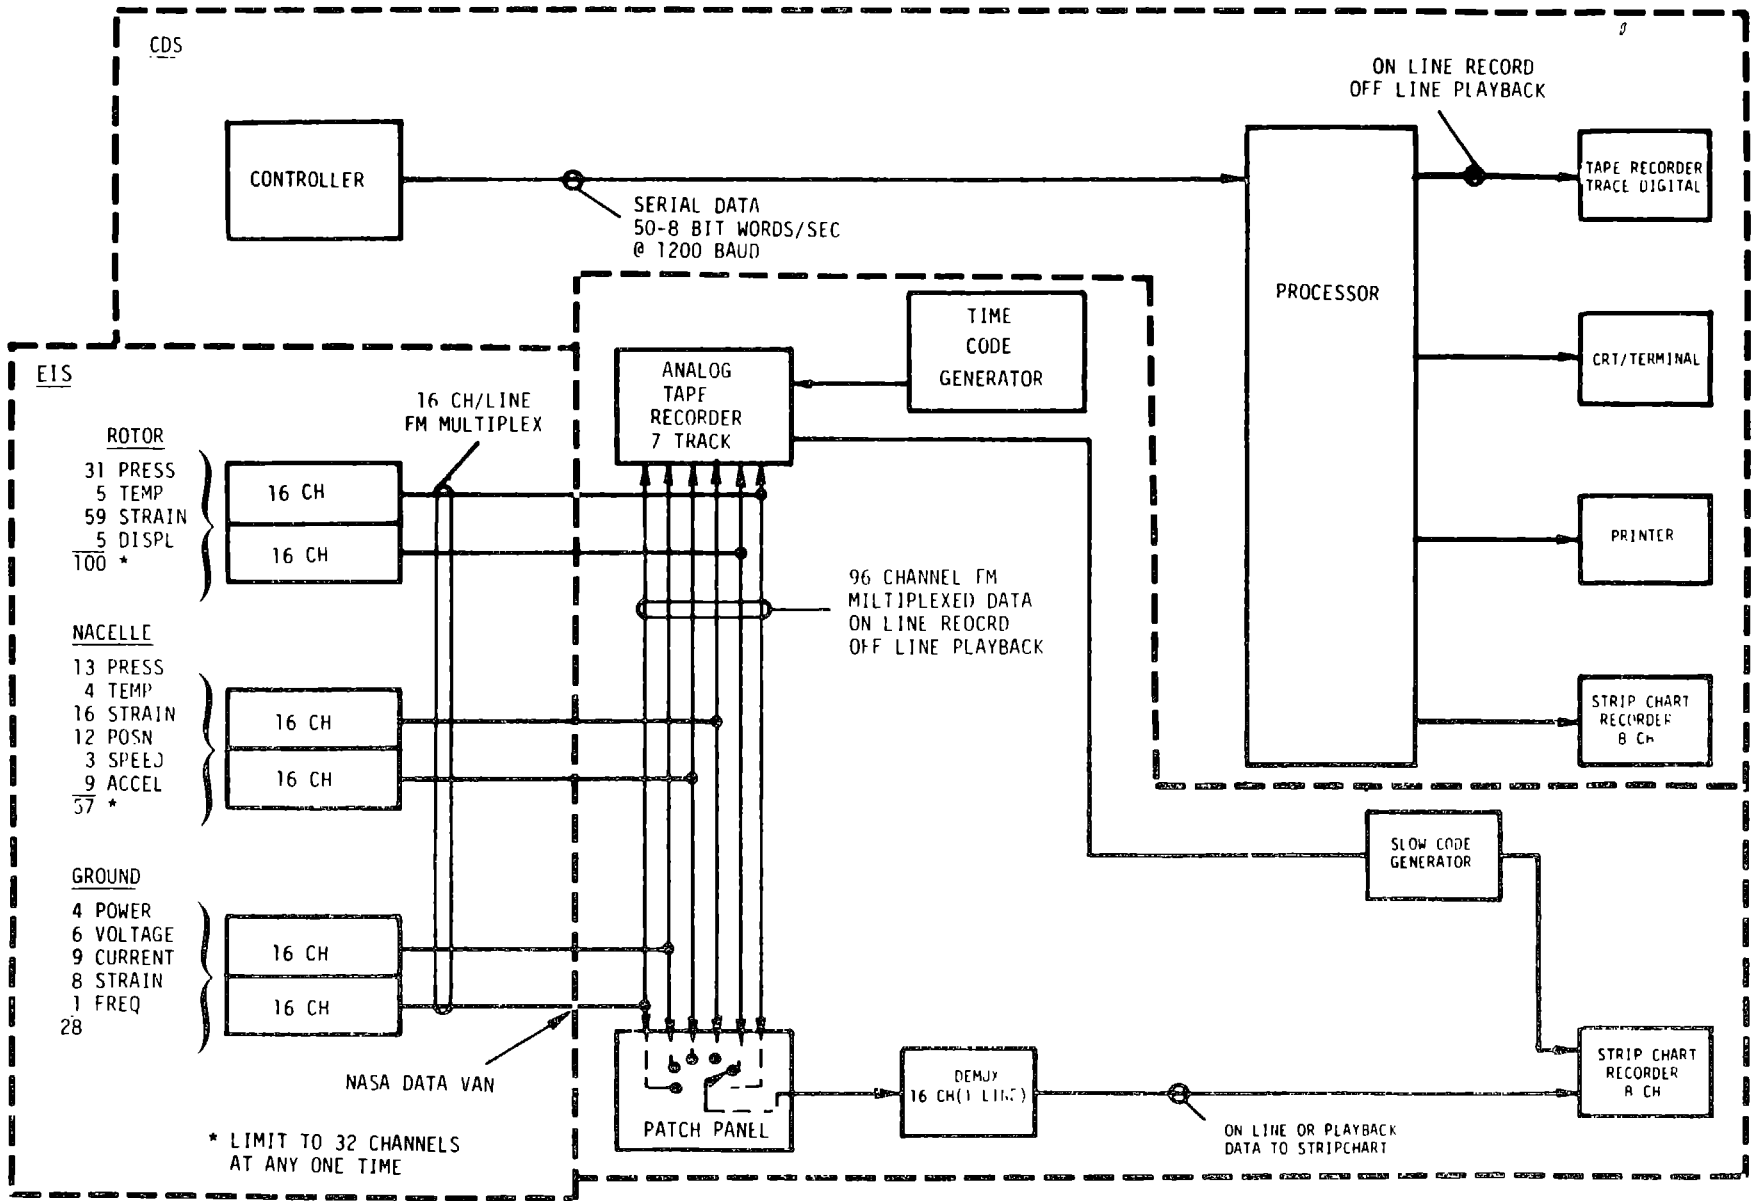 CDS
ON LINE RECORD
OFF LINE PLAYBACK
CONTROLLER
SERIAL DATA
50-8 BIT WORDS/SEC
@ 1200 BAUD
PROCESSOR
TAPE RECORDER
TRACE DIGITAL
CRT/TERMINAL
PRINTER
STRIP CHART
RECORDER
8 CH
TIME
CODE
GENERATOR
ANALOG
TAPE
RECORDER
7 TRACK
EIS
16 CH/LINE
FM MULTIPLEX
ROTOR
31 PRESS
5 TEMP
59 STRAIN
5 DISPL
100 *
16 CH
16 CH
96 CHANNEL FM
MILTIPLEXED DATA
ON LINE REOCRD
OFF LINE PLAYBACK
NACELLE
13 PRESS
4 TEMP
16 STRAIN
12 POSN
3 SPEED
9 ACCEL
57 *
16 CH
16 CH
SLOW CODE
GENERATOR
GROUND
4 POWER
6 VOLTAGE
9 CURRENT
8 STRAIN
1 FREQ
28
16 CH
16 CH
NASA DATA VAN
* LIMIT TO 32 CHANNELS
AT ANY ONE TIME
PATCH PANEL
DEMUX
16 CH(1 LINE)
ON LINE OR PLAYBACK
DATA TO STRIPCHART
STRIP CHART
RECORDER
8 CH